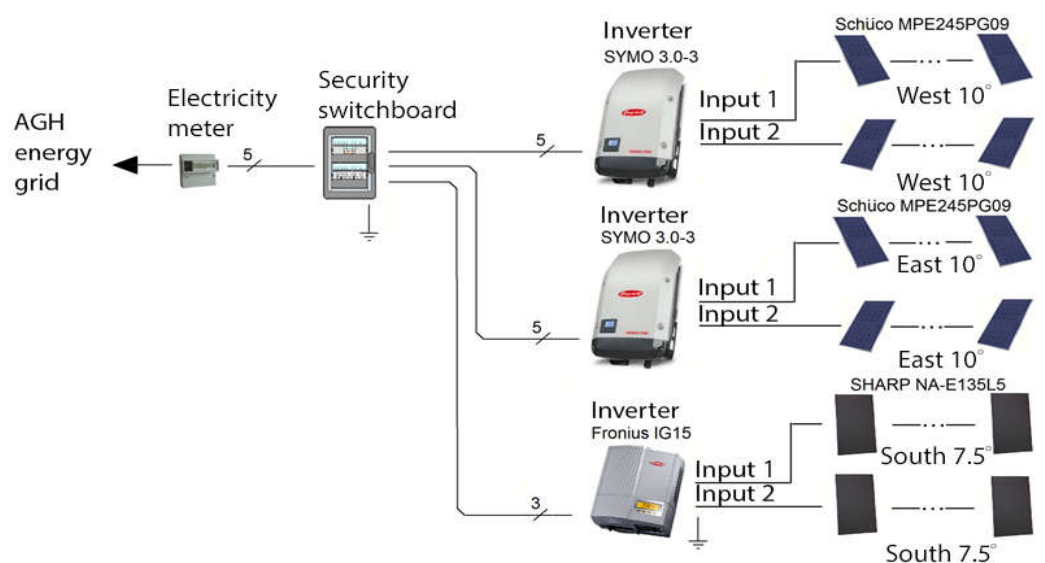 Schüco MPE245PG09
Inverter
SYMO 3.0-3
Input 1
West 10°
Input 2
West 10°
Security
switchboard
Electricity
meter
AGH
energy
grid
5
5
Schüco MPE245PG09
Inverter
SYMO 3.0-3
Input 1
East 10°
Input 2
5
East 10°
SHARP NA-E135L5
Inverter
Fronius IG15
Input 1
South 7.5°
Input 2
3
South 7.5°